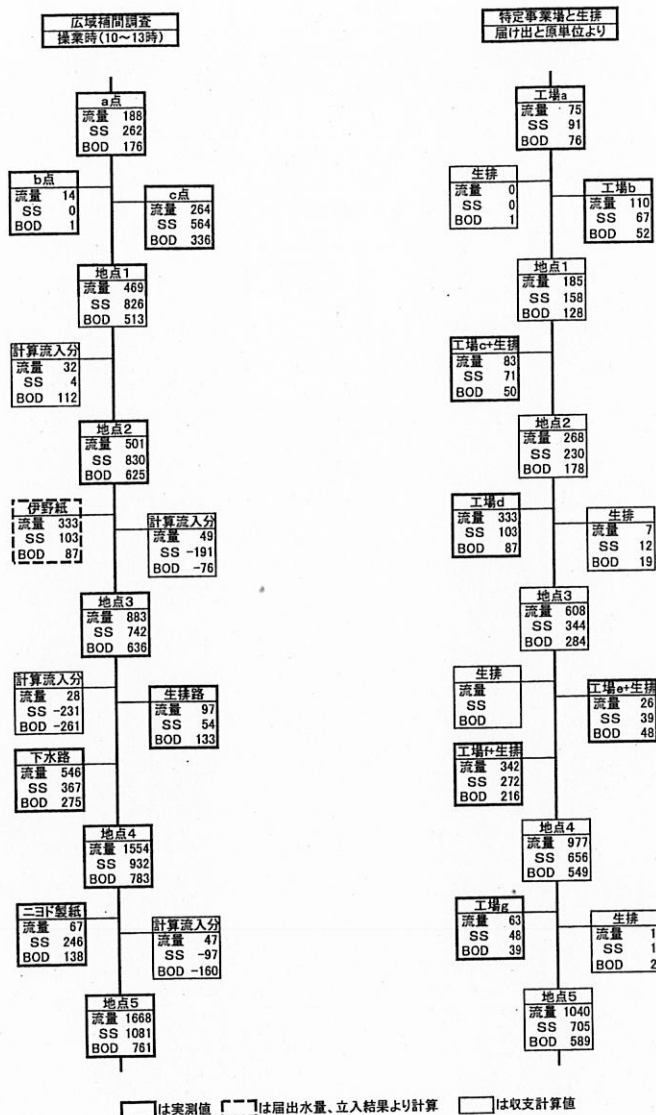 広域補間調査
操業時(10～13時)
a点
流量 188
SS 262
BOD 176
b点
流量 14
SS 0
BOD 1
c点
流量 264
SS 564
BOD 336
地点1
流量 469
SS 826
BOD 513
計算流入分
流量 32
SS 4
BOD 112
地点2
流量 501
SS 830
BOD 625
伊野紙
流量 333
SS 103
BOD 87
計算流入分
流量 49
SS -191
BOD -76
地点3
流量 883
SS 742
BOD 636
計算流入分
流量 28
SS -231
BOD -261
生排路
流量 97
SS 54
BOD 133
下水路
流量 546
SS 367
BOD 275
地点4
流量 1554
SS 932
BOD 783
ニヨド製紙
流量 67
SS 246
BOD 138
計算流入分
流量 47
SS -97
BOD -160
地点5
流量 1668
SS 1081
BOD 761
特定事業場と生排
届け出と原単位より
工場a
流量 75
SS 91
BOD 76
生排
流量 0
SS 0
BOD 1
工場b
流量 110
SS 67
BOD 52
地点1
流量 185
SS 158
BOD 128
工場c+生排
流量 83
SS 71
BOD 50
地点2
流量 268
SS 230
BOD 178
工場d
流量 333
SS 103
BOD 87
生排
流量 7
SS 12
BOD 19
地点3
流量 608
SS 344
BOD 284
生排
流量
SS
BOD
工場e+生排
流量 26
SS 39
BOD 48
工場f+生排
流量 342
SS 272
BOD 216
地点4
流量 977
SS 656
BOD 549
工場g
流量 63
SS 48
BOD 39
生排
流量 1
SS 1
BOD 2
地点5
流量 1040
SS 705
BOD 589
は実測値 は届出水量、立入結果より計算 は収支計算値